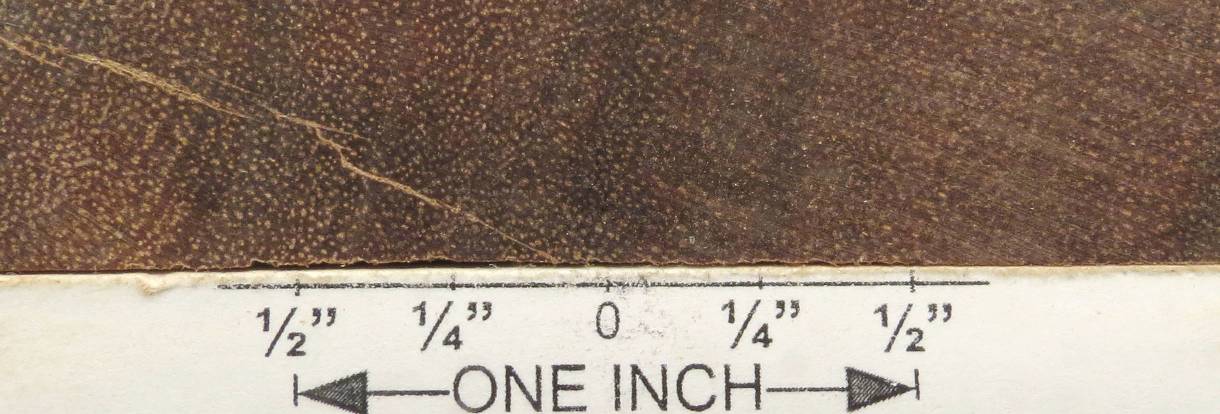 ½” ¼” 0 ¼” ½”
ONE INCH